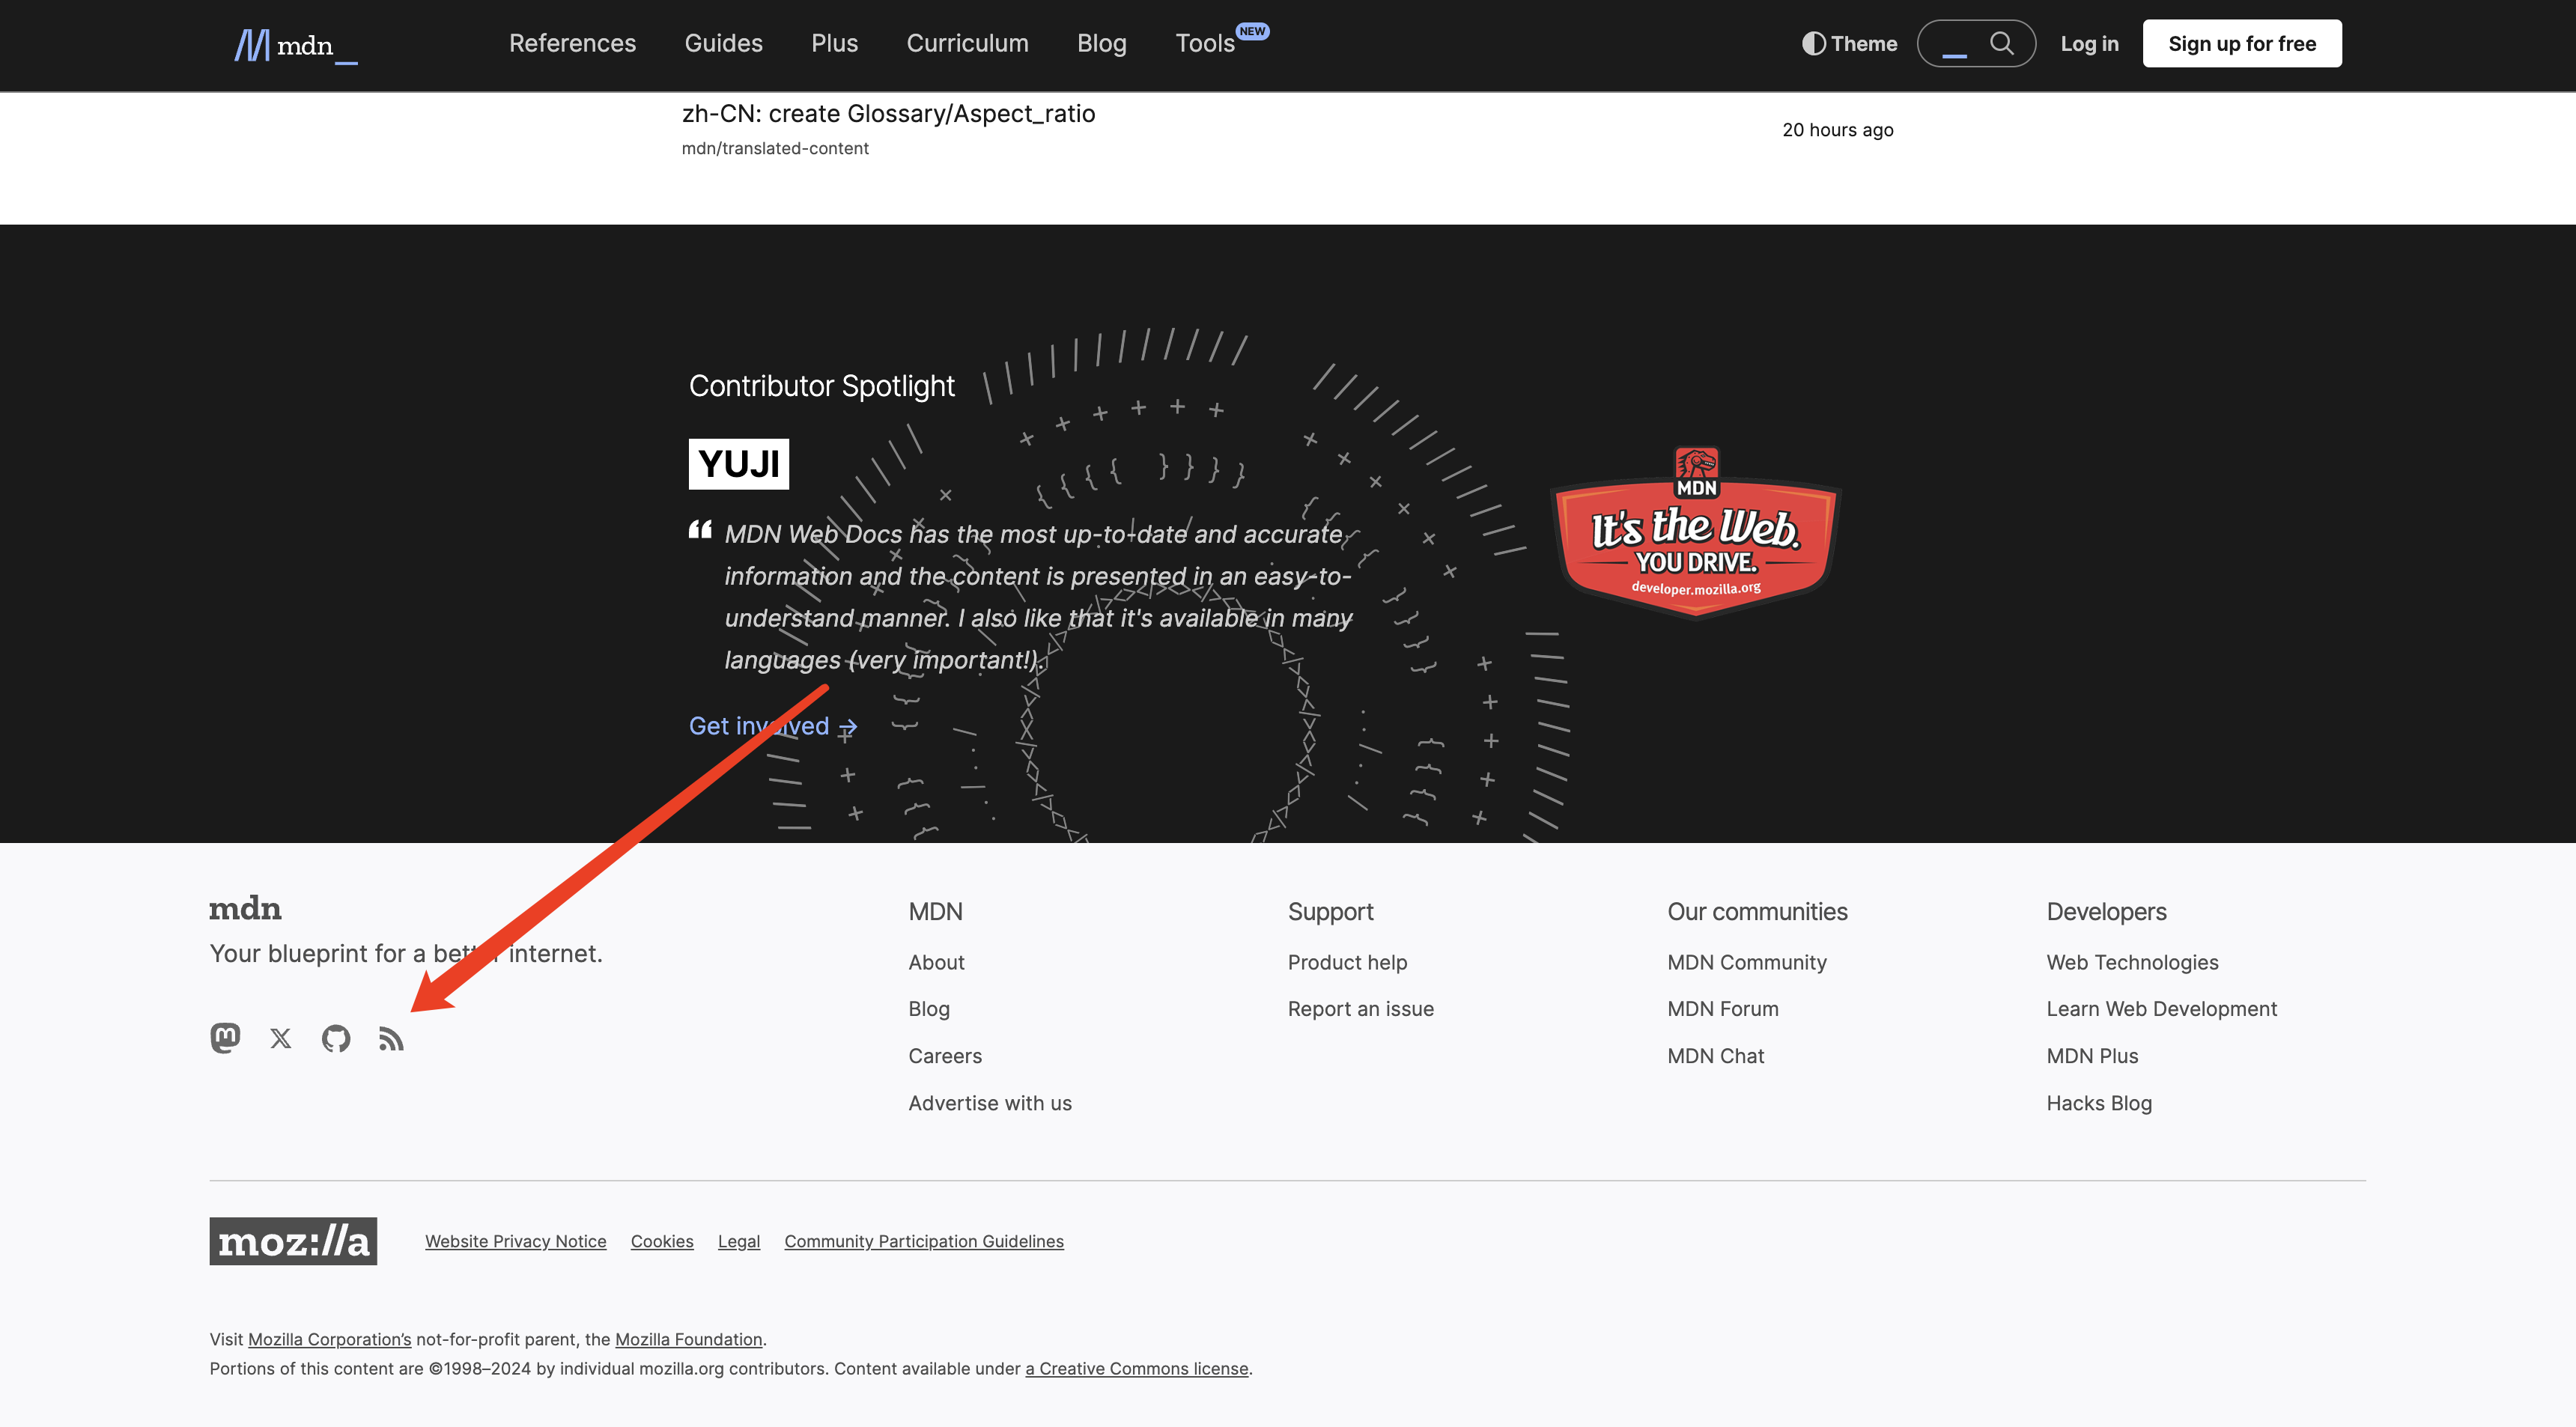 mdn_
References Guides Plus Curriculum Blog Tools NEW
Theme Log in Sign up for free
zh-CN: create Glossary/Aspect_ratio
mdn/translated-content
20 hours ago
Contributor Spotlight
YUJI
MDN Web Docs has the most up-to-date and accurate
information and the content is presented in an easy-to-
understand manner. I also like that it's available in many
languages (very important!).
Get involved →
MDN
It's the Web.
YOU DRIVE.
developer.mozilla.org
mdn
Your blueprint for a better internet.
MDN
About
Blog
Careers
Advertise with us
Support
Product help
Report an issue
Our communities
MDN Community
MDN Forum
MDN Chat
Developers
Web Technologies
Learn Web Development
MDN Plus
Hacks Blog
moz://a
Website Privacy Notice Cookies Legal Community Participation Guidelines
Visit Mozilla Corporation’s not-for-profit parent, the Mozilla Foundation.
Portions of this content are ©1998–2024 by individual mozilla.org contributors. Content available under a Creative Commons license.